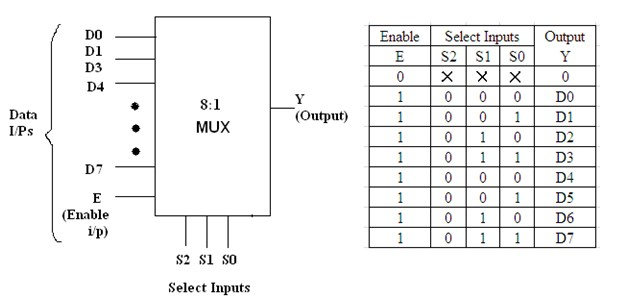 D0
D1
D3
D4
D7
E
(Enable
i/p)
Data
I/Ps
8:1
MUX
Y
(Output)
S2 S1 S0
Select Inputs
Enable Select Inputs Output
E S2 S1 S0 Y
0 X X X 0
1 0 0 0 D0
1 0 0 1 D1
1 0 1 0 D2
1 0 1 1 D3
1 0 0 0 D4
1 0 0 1 D5
1 0 1 0 D6
1 0 1 1 D7